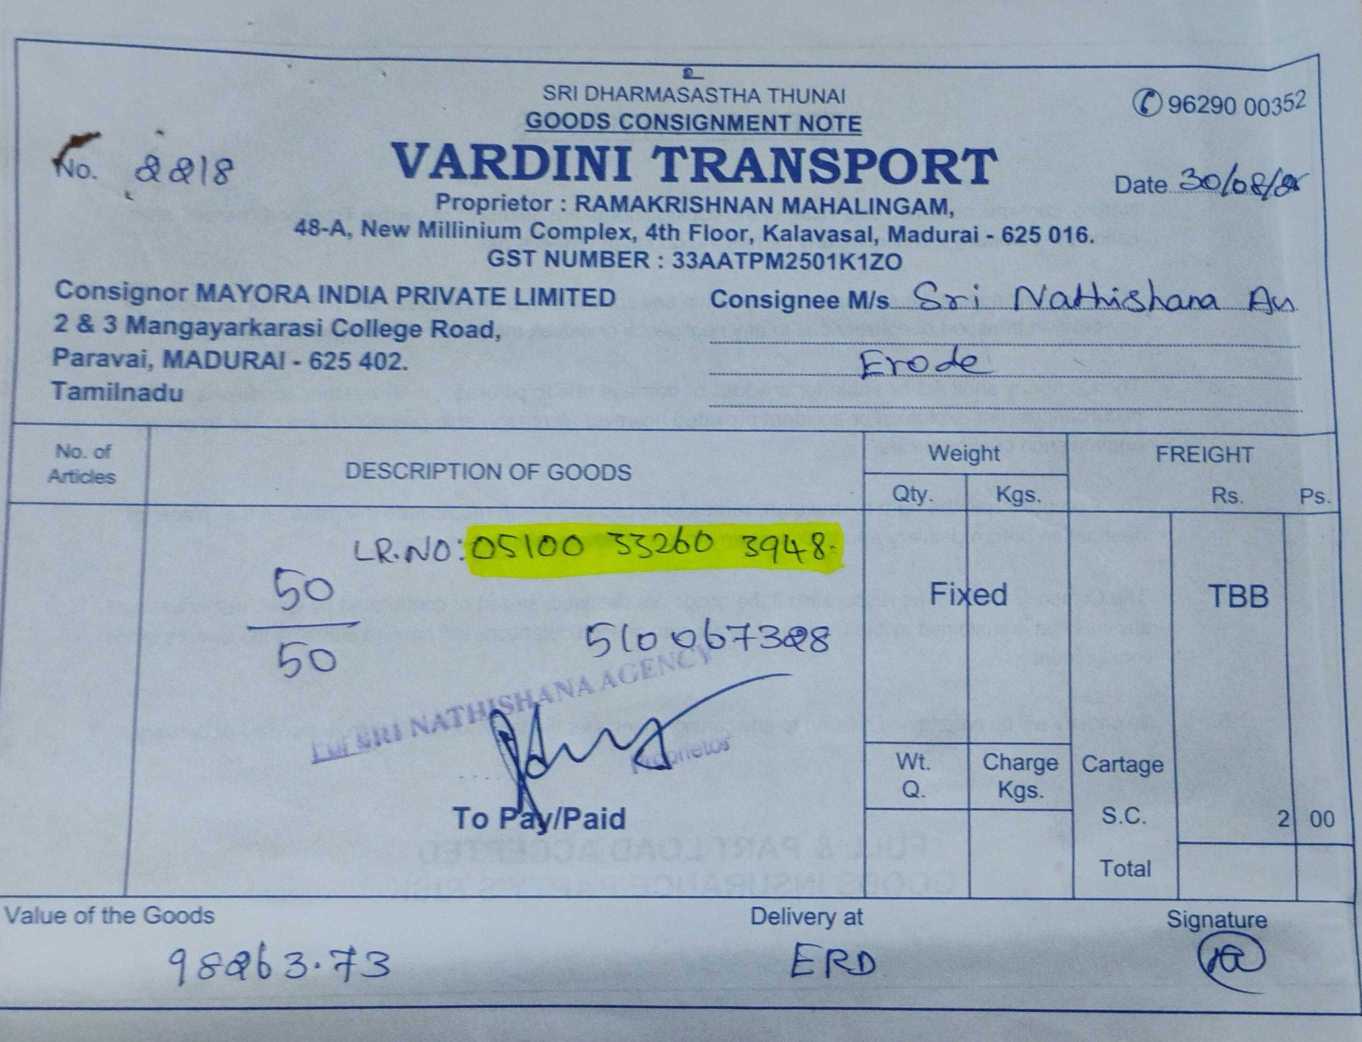 SRI DHARMASASTHA THUNAI
GOODS CONSIGNMENT NOTE
✆ 96290 00352
No. 2218
VARDINI TRANSPORT
Date 30/08/25
Proprietor : RAMAKRISHNAN MAHALINGAM,
48-A, New Millinium Complex, 4th Floor, Kalavasal, Madurai - 625 016.
GST NUMBER : 33AATPM2501K1ZO
Consignor MAYORA INDIA PRIVATE LIMITED
2 & 3 Mangayarkarasi College Road,
Paravai, MADURAI - 625 402.
Tamilnadu
Consignee M/s Sri Nathishana
Erode
No. of Articles
DESCRIPTION OF GOODS
Weight
Qty. Kgs.
FREIGHT
Rs. Ps.
LR.NO: 05100 33260 3948.
50
50
510067328
Fixed
TBB
For SRI NATHISHANA AGENCY
Proprietor
To Pay/Paid
Wt. Q.
Charge Kgs.
Cartage
S.C. 2 00
Total
Value of the Goods
98263.73
Delivery at
ERD
Signature